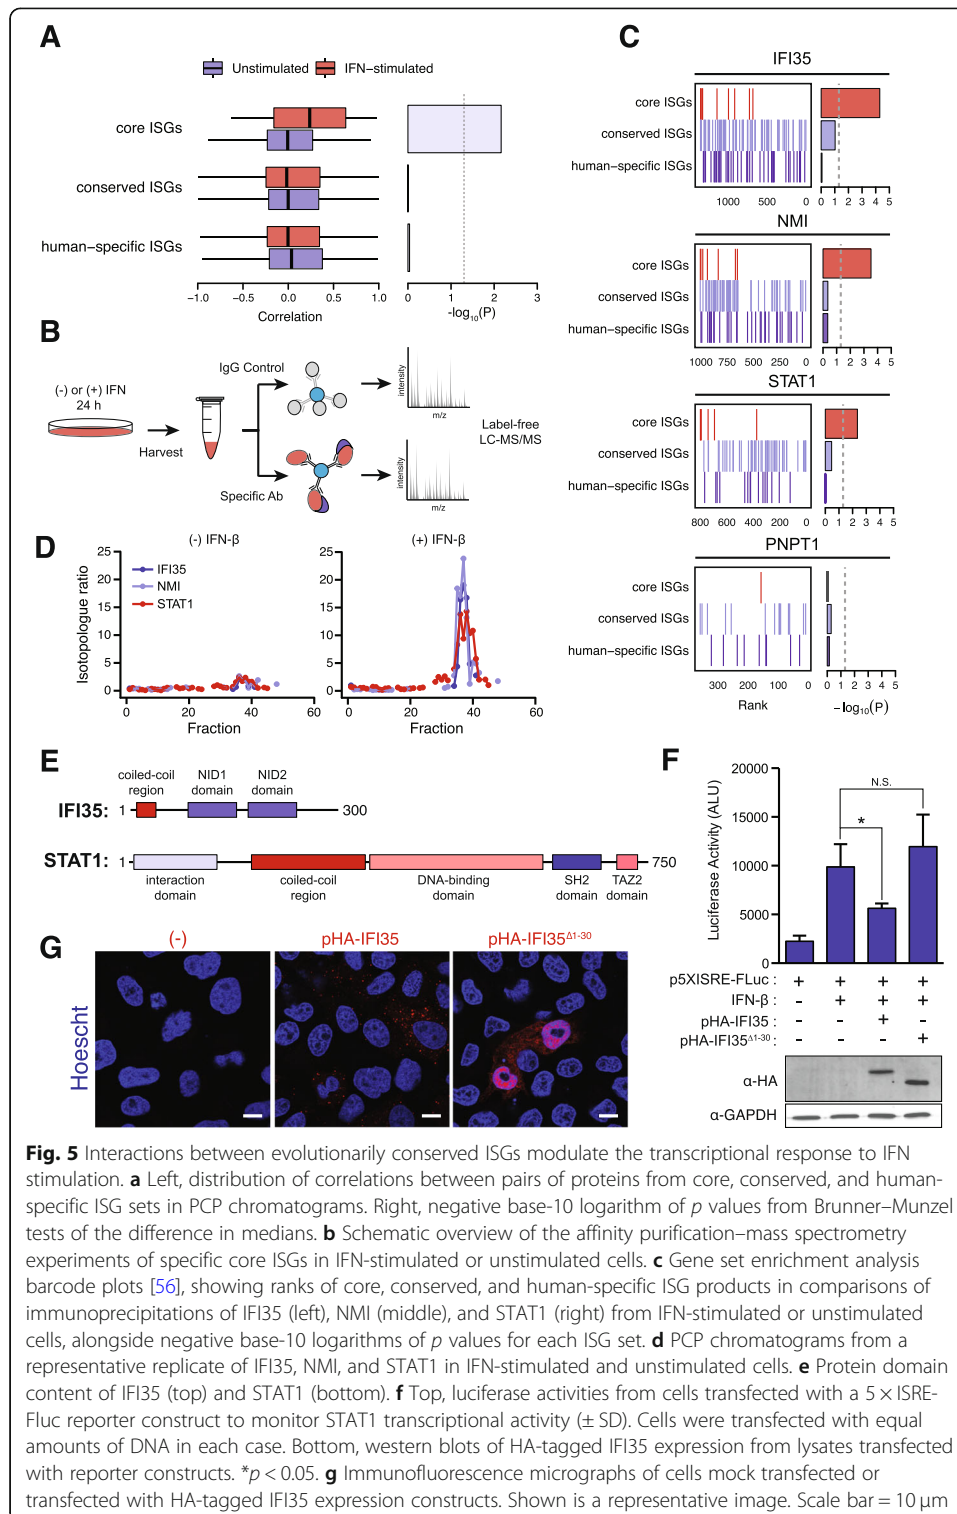 A
Unstimulated
IFN−stimulated
core ISGs
conserved ISGs
human−specific ISGs
−1.0 −0.5 0.0 0.5 1.0
Correlation
0 1 2 3
-log10(P)
B
(-) or (+) IFN
24 h
Harvest
IgG Control
Specific Ab
intensity
m/z
intensity
m/z
Label-free
LC-MS/MS
C
IFI35
core ISGs
conserved ISGs
human−specific ISGs
1000 500 0
0 1 2 3 4 5
NMI
core ISGs
conserved ISGs
human−specific ISGs
1000 750 500 250 0
0 1 2 3 4 5
STAT1
core ISGs
conserved ISGs
human−specific ISGs
800 600 400 200 0
0 1 2 3 4 5
PNPT1
core ISGs
conserved ISGs
human−specific ISGs
300 200 100 0
Rank
0 1 2 3 4 5
−log10(P)
D
(-) IFN-β
(+) IFN-β
Isotopologue ratio
25
20
15
10
5
0
IFI35
NMI
STAT1
0 20 40 60
Fraction
25
20
15
10
5
0
0 20 40 60
Fraction
E
coiled-coil region
NID1 domain
NID2 domain
IFI35: 1 300
STAT1: 1 750
interaction domain
coiled-coil region
DNA-binding domain
SH2 domain
TAZ2 domain
F
Luciferase Activity (ALU)
20000
15000
10000
5000
0
N.S.
*
p5XISRE-FLuc : + + + +
IFN-β : - + + +
pHA-IFI35 : - - + -
pHA-IFI35Δ1-30 : - - - +
α-HA
α-GAPDH
G
(-)
pHA-IFI35
pHA-IFI35Δ1-30
Hoescht
Fig. 5 Interactions between evolutionarily conserved ISGs modulate the transcriptional response to IFN
stimulation. a Left, distribution of correlations between pairs of proteins from core, conserved, and human-
specific ISG sets in PCP chromatograms. Right, negative base-10 logarithm of p values from Brunner–Munzel
tests of the difference in medians. b Schematic overview of the affinity purification–mass spectrometry
experiments of specific core ISGs in IFN-stimulated or unstimulated cells. c Gene set enrichment analysis
barcode plots [56], showing ranks of core, conserved, and human-specific ISG products in comparisons of
immunoprecipitations of IFI35 (left), NMI (middle), and STAT1 (right) from IFN-stimulated or unstimulated
cells, alongside negative base-10 logarithms of p values for each ISG set. d PCP chromatograms from a
representative replicate of IFI35, NMI, and STAT1 in IFN-stimulated and unstimulated cells. e Protein domain
content of IFI35 (top) and STAT1 (bottom). f Top, luciferase activities from cells transfected with a 5 × ISRE-
Fluc reporter construct to monitor STAT1 transcriptional activity (± SD). Cells were transfected with equal
amounts of DNA in each case. Bottom, western blots of HA-tagged IFI35 expression from lysates transfected
with reporter constructs. *p < 0.05. g Immunofluorescence micrographs of cells mock transfected or
transfected with HA-tagged IFI35 expression constructs. Shown is a representative image. Scale bar = 10 μm